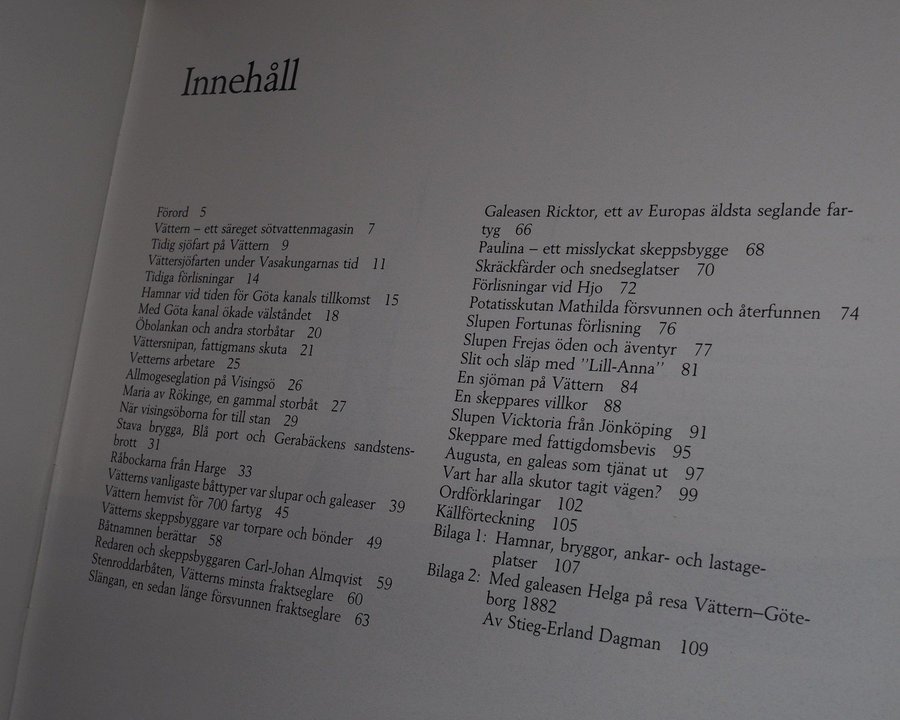 Innehåll
Förord 5
Vättern – ett säreget sötvattenmagasin 7
Tidig sjöfart på Vättern 9
Vättersjöfarten under Vasakungarnas tid 11
Tidiga förlisningar 14
Hamnar vid tiden för Göta kanals tillkomst 15
Med Göta kanal ökade välståndet 18
Öbolankan och andra storbåtar 20
Vättersnipan, fattigmans skuta 21
Vetterns arbetare 25
Allmogeseglation på Visingsö 26
Maria av Rökinge, en gammal storbåt 27
När visingsöborna for till stan 29
Stava brygga, Blå port och Gerabäckens sandstens-
brott 31
Råbockarna från Harge 33
Vätterns vanligaste båttyper var slupar och galeaser 39
Vättern hemvist för 700 fartyg 45
Vätterns skeppsbyggare var torpare och bönder 49
Båtnamnen berättar 58
Redaren och skeppsbyggaren Carl-Johan Almqvist 59
Stenroddarbåten, Vätterns minsta fraktseglare 60
Slängan, en sedan länge försvunnen fraktseglare 63
Galeasen Ricktor, ett av Europas äldsta seglande far-
tyg 66
Paulina – ett misslyckat skeppsbygge 68
Skräckfärder och snedseglatser 70
Förlisningar vid Hjo 72
Potatisskutan Mathilda försvunnen och återfunnen 74
Slupen Fortunas förlisning 76
Slupen Frejas öden och äventyr 77
Slit och släp med "Lill-Anna" 81
En sjöman på Vättern 84
En skeppares villkor 88
Slupen Vicktoria från Jönköping 91
Skeppare med fattigdomsbevis 95
Augusta, en galeas som tjänat ut 97
Vart har alla skutor tagit vägen? 99
Ordförklaringar 102
Källförteckning 105
Bilaga 1: Hamnar, bryggor, ankar- och lastage-
platser 107
Bilaga 2: Med galeasen Helga på resa Vättern–Göte-
borg 1882
Av Stieg-Erland Dagman 109